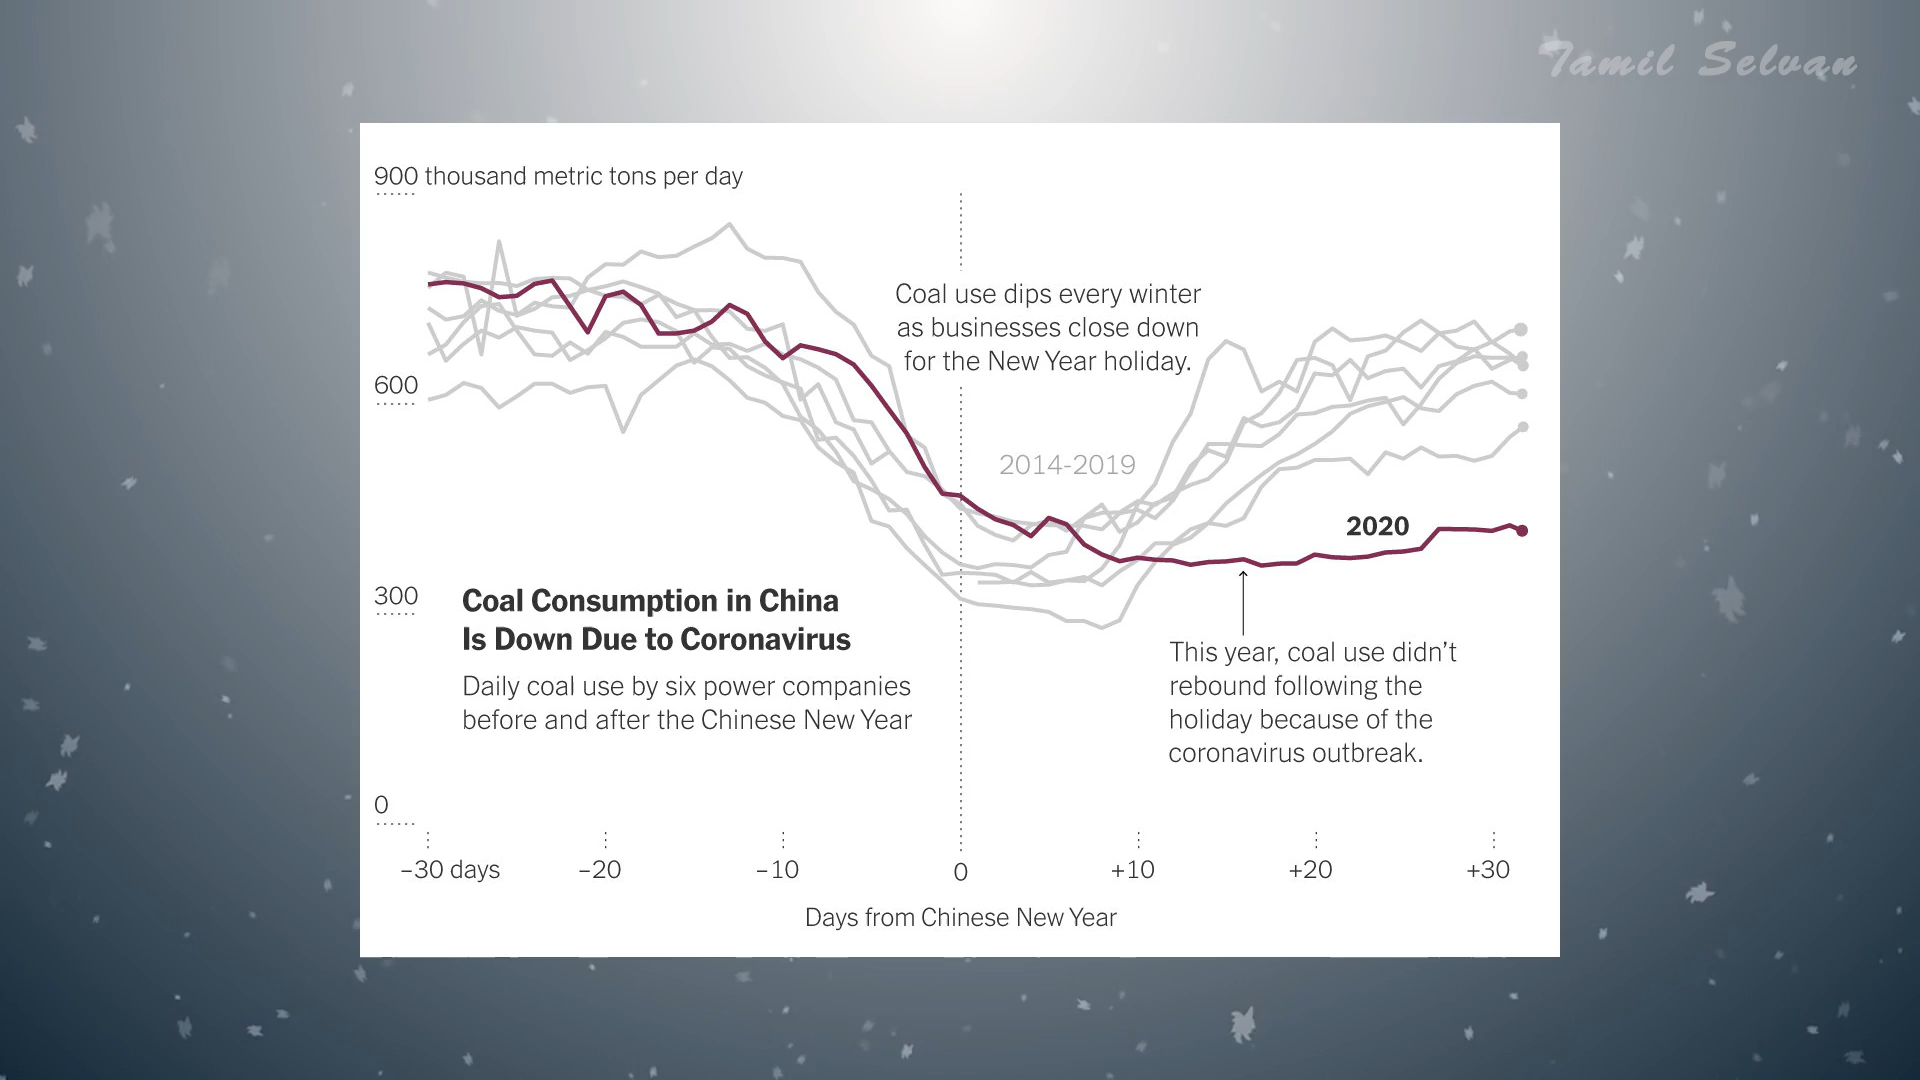 Tamil Selvan
900 thousand metric tons per day
Coal use dips every winter
as businesses close down
for the New Year holiday.
600
2014-2019
2020
300
Coal Consumption in China
Is Down Due to Coronavirus
Daily coal use by six power companies
before and after the Chinese New Year
This year, coal use didn’t
rebound following the
holiday because of the
coronavirus outbreak.
0
–30 days –20 –10 0 +10 +20 +30
Days from Chinese New Year